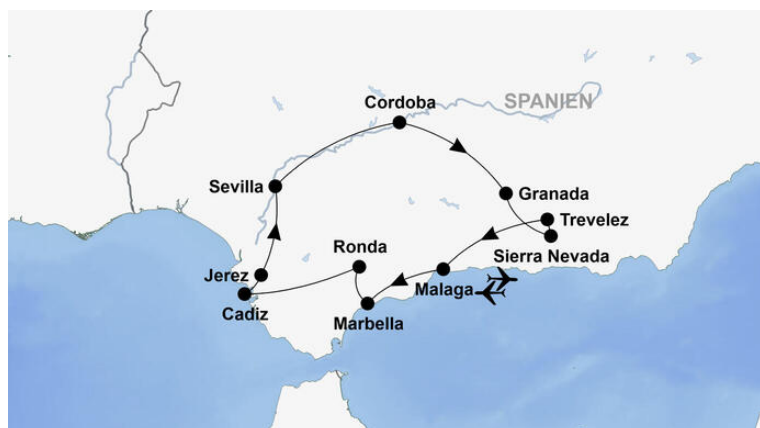 Cordoba
SPANIEN
Sevilla
Granada
Trevelez
Ronda
Sierra Nevada
Jerez
Malaga
Cadiz
Marbella